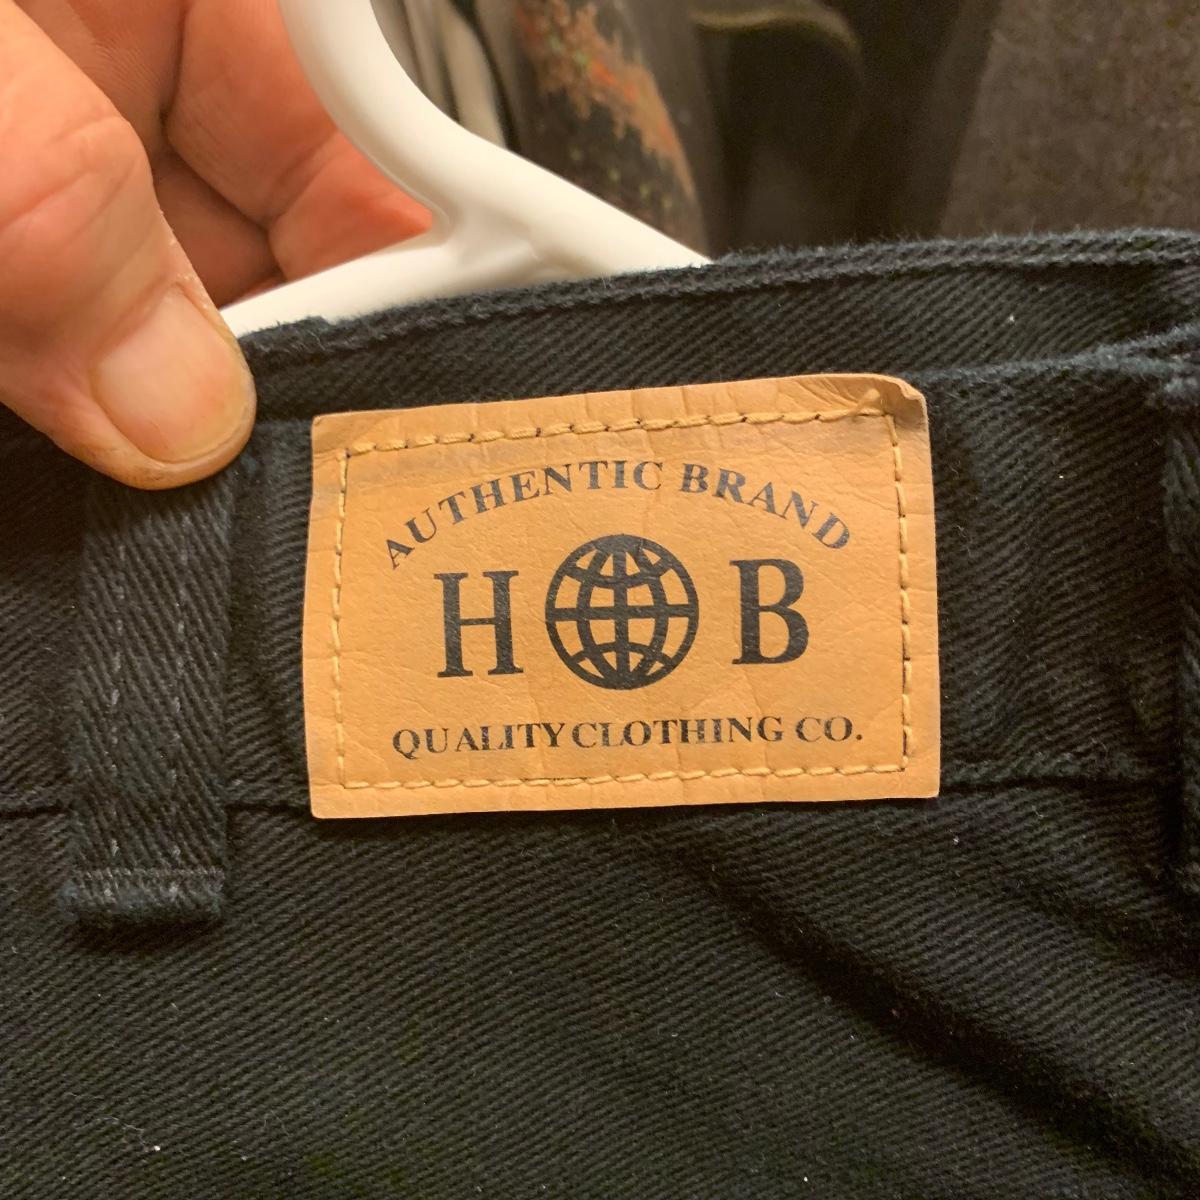 AUTHENTIC BRAND
H B
QUALITY CLOTHING CO.